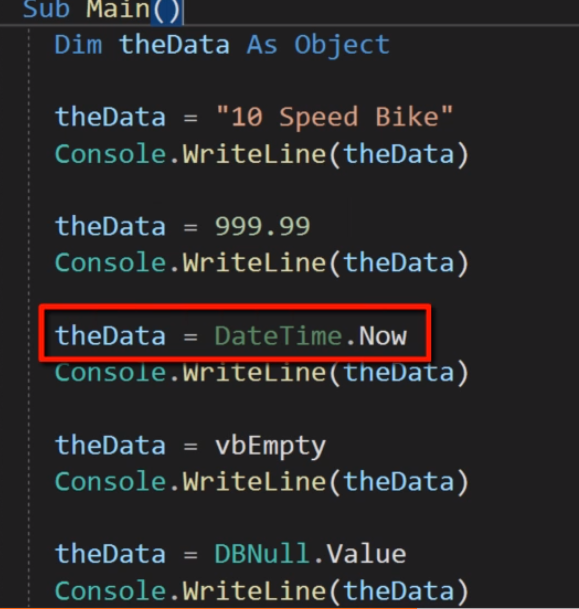 Sub Main()
Dim theData As Object
theData = "10 Speed Bike"
Console.WriteLine(theData)
theData = 999.99
Console.WriteLine(theData)
theData = DateTime.Now
Console.WriteLine(theData)
theData = vbEmpty
Console.WriteLine(theData)
theData = DBNull.Value
Console.WriteLine(theData)